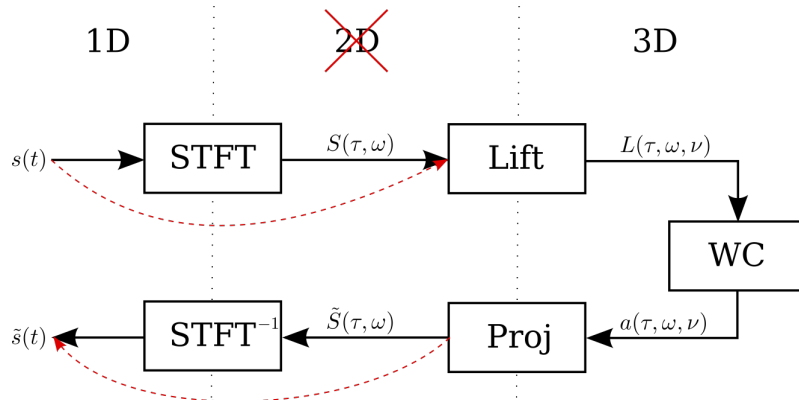 1D 2D 3D
s(t) STFT S(τ, ω) Lift L(τ, ω, ν)
WC
s̃(t) STFT⁻¹ S̃(τ, ω) Proj a(τ, ω, ν)